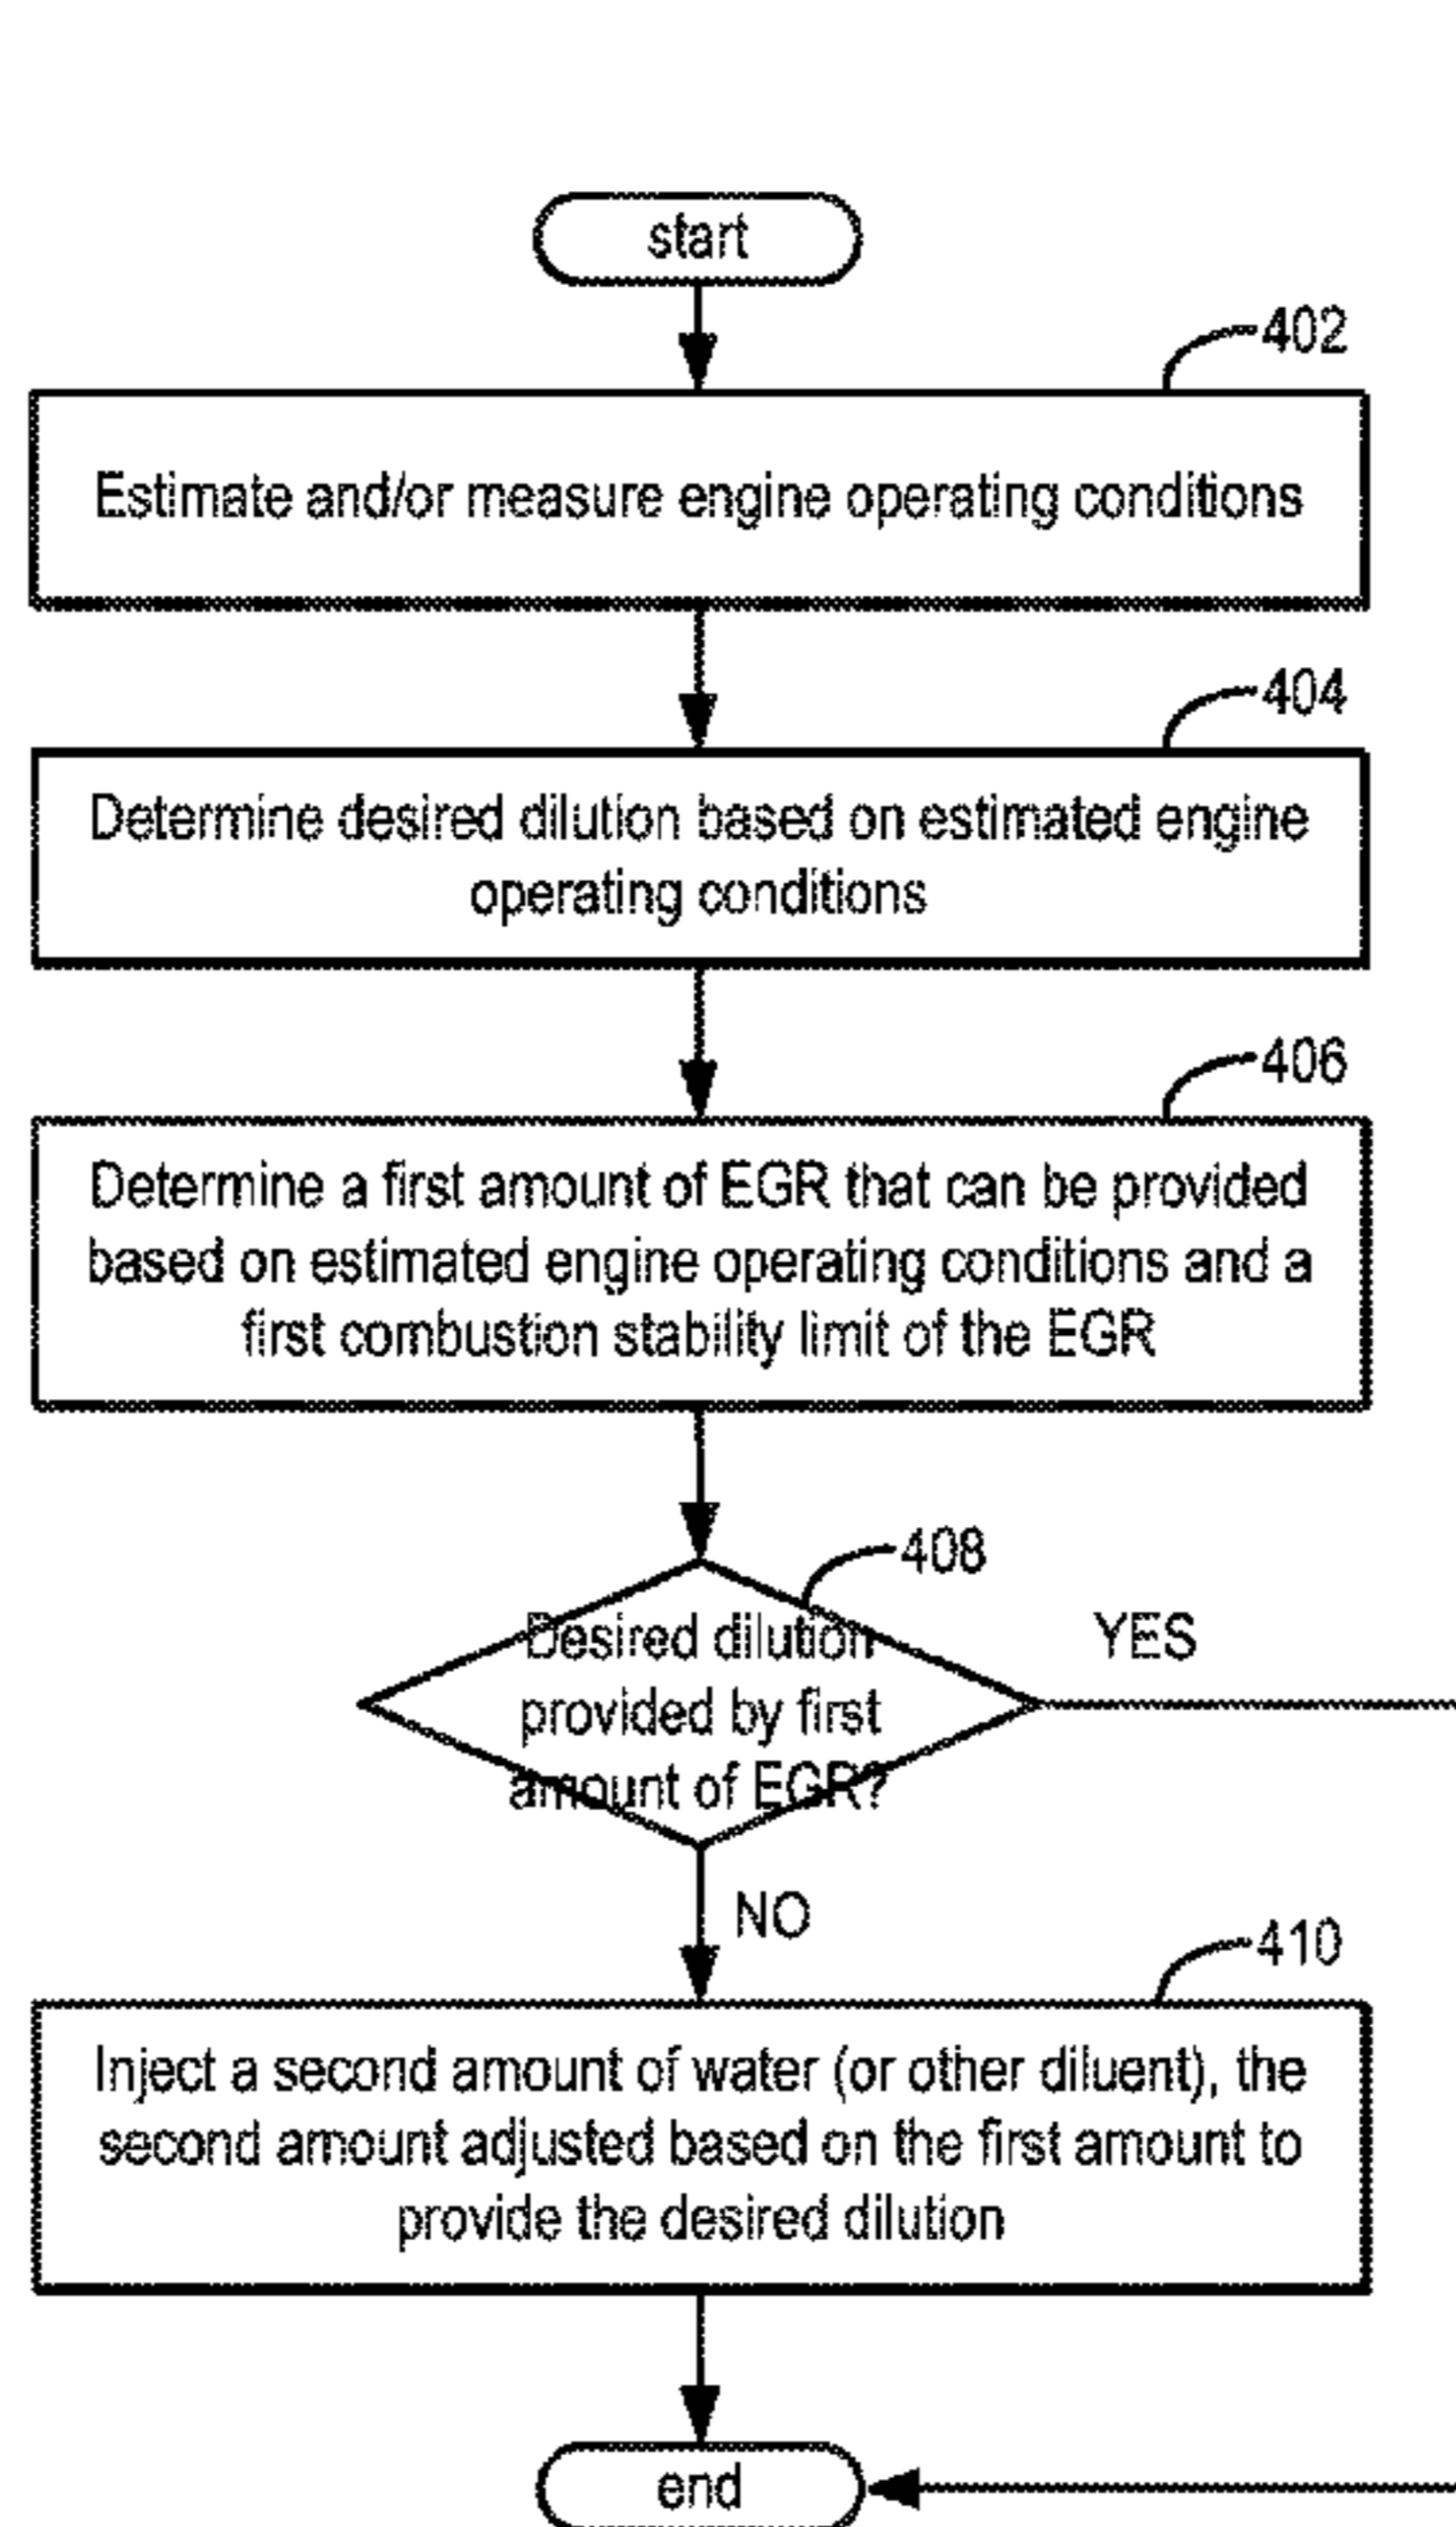 start
402
Estimate and/or measure engine operating conditions
404
Determine desired dilution based on estimated engine
operating conditions
406
Determine a first amount of EGR that can be provided
based on estimated engine operating conditions and a
first combustion stability limit of the EGR
408
Desired dilution
provided by first
amount of EGR?
YES
NO
410
Inject a second amount of water (or other diluent), the
second amount adjusted based on the first amount to
provide the desired dilution
end